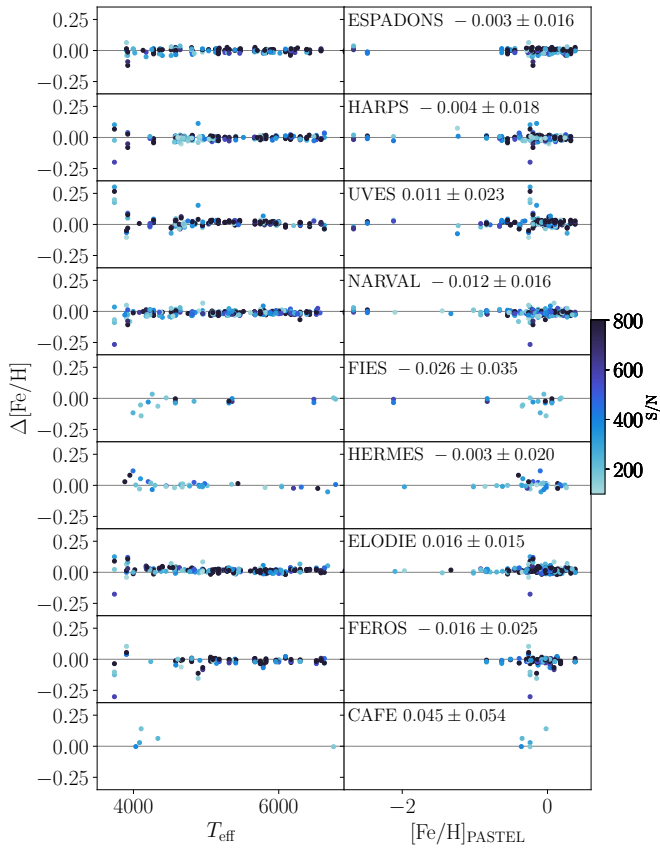 0.25
0.00
−0.25
ESPADONS − 0.003 ± 0.016
0.25
0.00
−0.25
HARPS − 0.004 ± 0.018
0.25
0.00
−0.25
UVES 0.011 ± 0.023
0.25
0.00
−0.25
NARVAL − 0.012 ± 0.016
0.25
0.00
−0.25
FIES − 0.026 ± 0.035
0.25
0.00
−0.25
HERMES − 0.003 ± 0.020
0.25
0.00
−0.25
ELODIE 0.016 ± 0.015
0.25
0.00
−0.25
FEROS − 0.016 ± 0.025
0.25
0.00
−0.25
CAFE 0.045 ± 0.054
Δ[Fe/H]
4000
6000
T_eff
−2
0
[Fe/H]_PASTEL
800
600
400
200
S/N